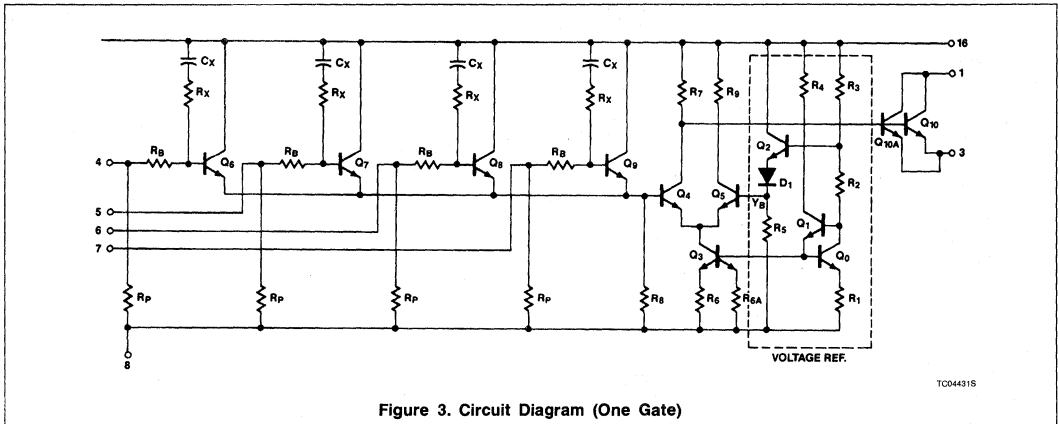 16
CX
CX
CX
CX
RX
RX
RX
RX
R7
R9
R4
R3
1
Q10
Q10A
3
Q2
4
RB
Q6
RB
Q7
RB
Q8
RB
Q9
D1
R2
Q4
Q5
YB
5
6
7
R5
Q1
Q3
Q0
RP
RP
RP
RP
R8
R6
R6A
R1
8
VOLTAGE REF.
TC04431S
Figure 3. Circuit Diagram (One Gate)